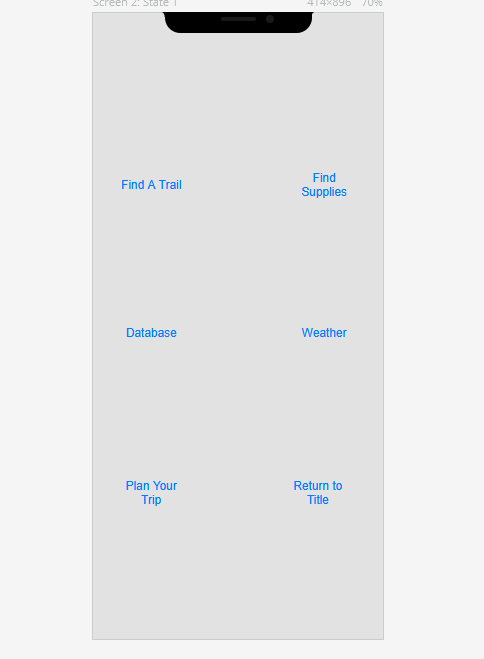 Screen 2: State 1 414×896 70%
Find A Trail
Find
Supplies
Database
Weather
Plan Your
Trip
Return to
Title